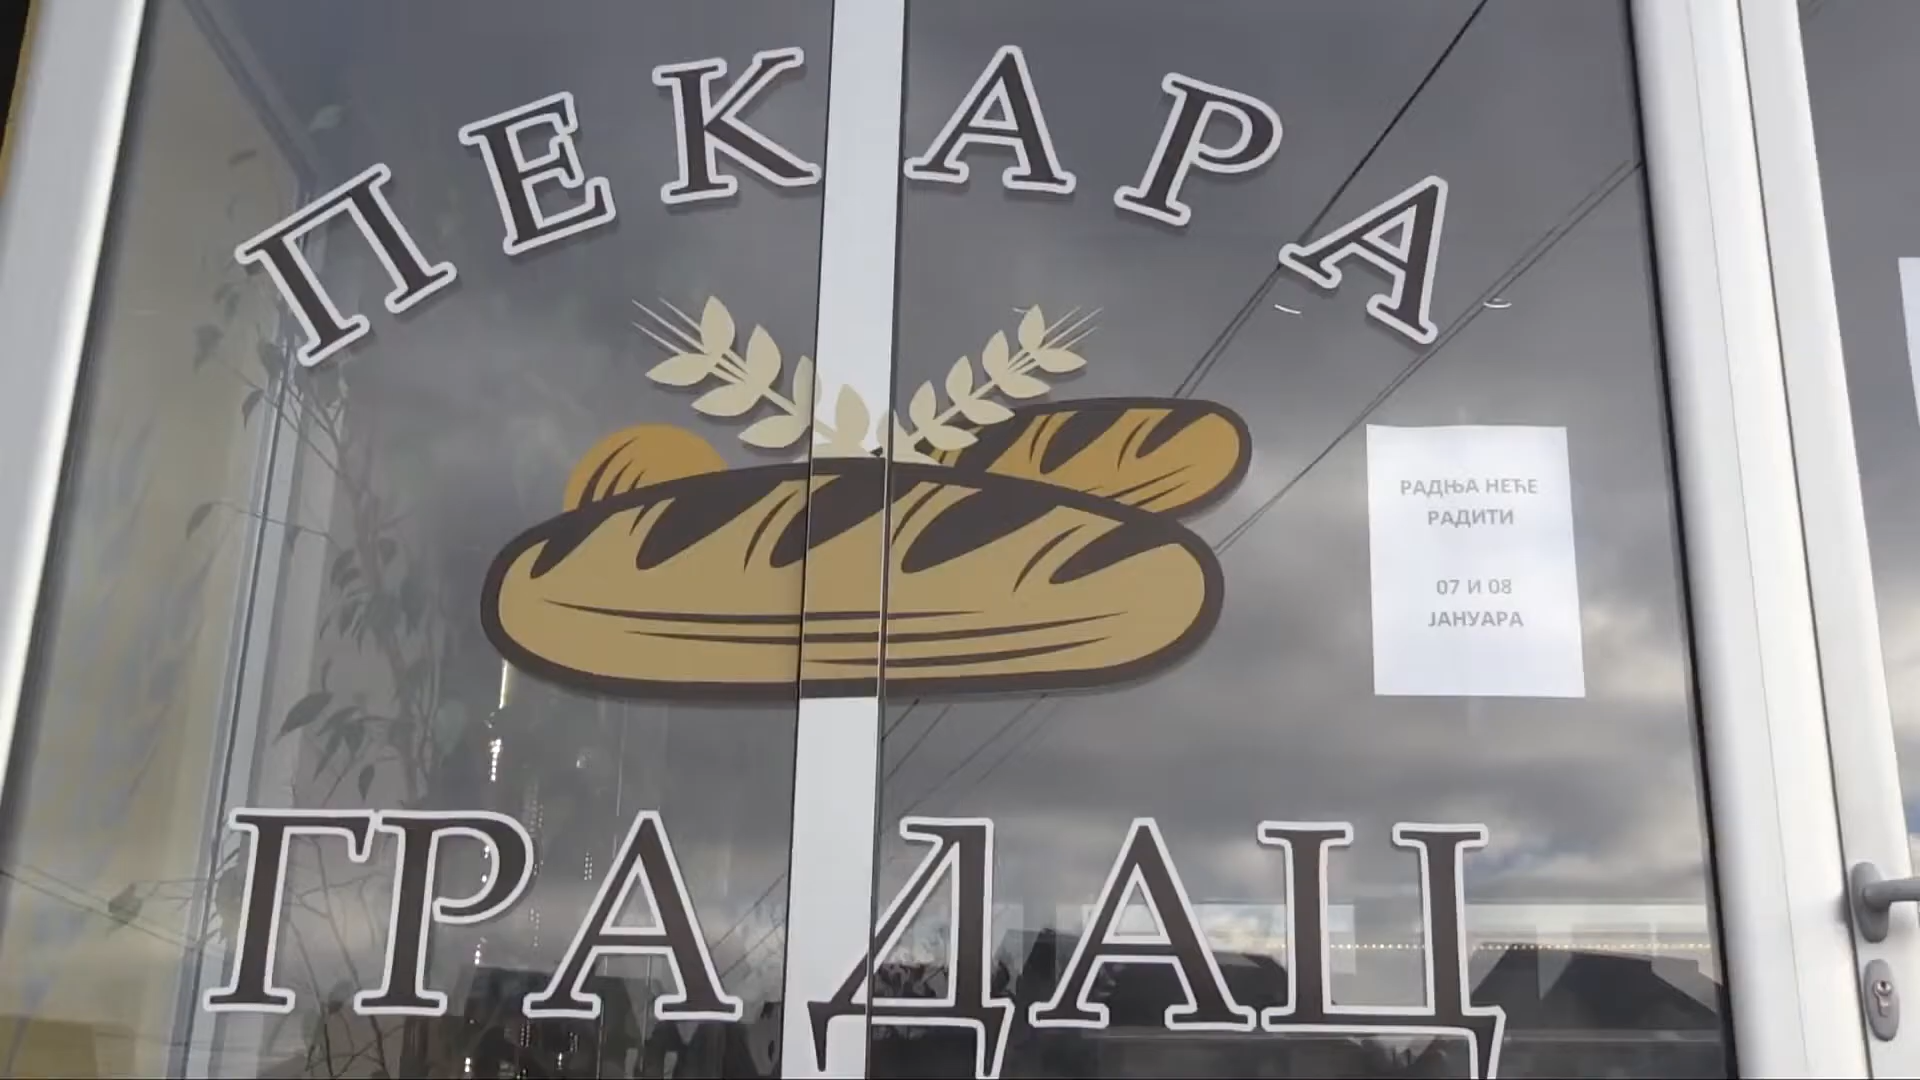 ПЕКАРА
РАДЊА НЕЋЕ
РАДИТИ
07 И 08
ЈАНУАРА
ГРАДАЦ